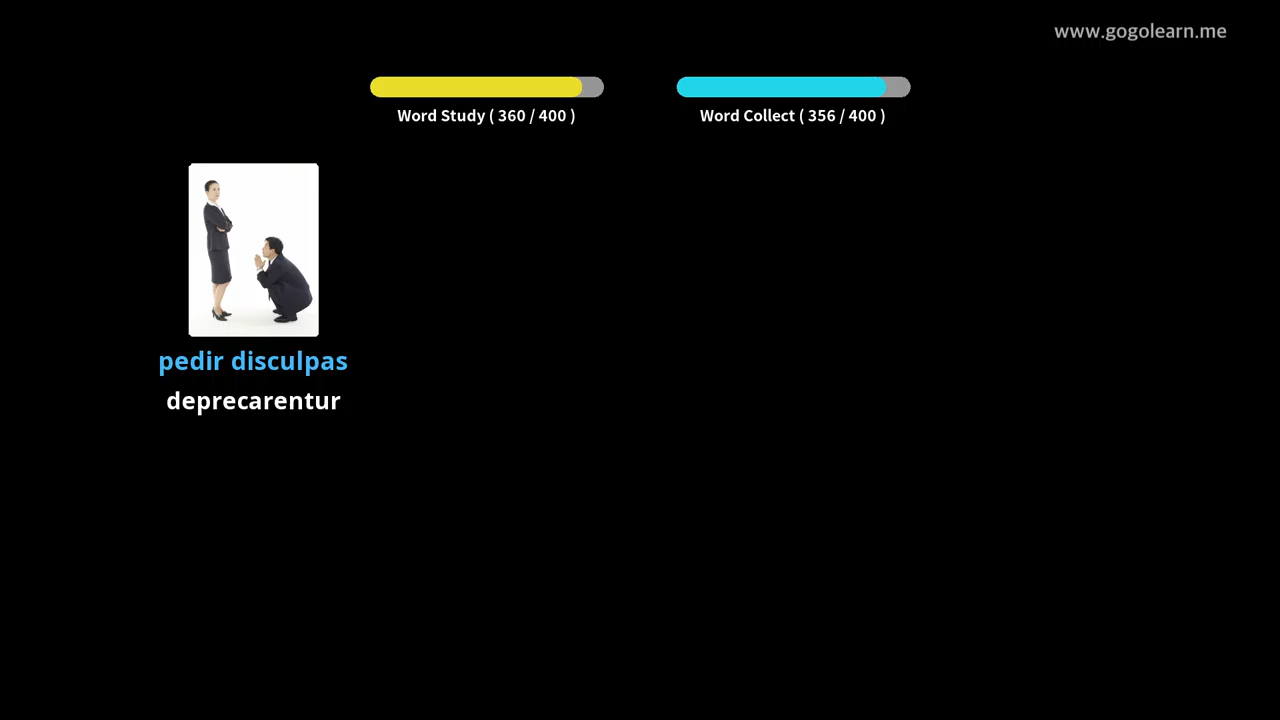 www.gogolearn.me
Word Study ( 360 / 400 )
Word Collect ( 356 / 400 )
pedir disculpas
deprecarentur